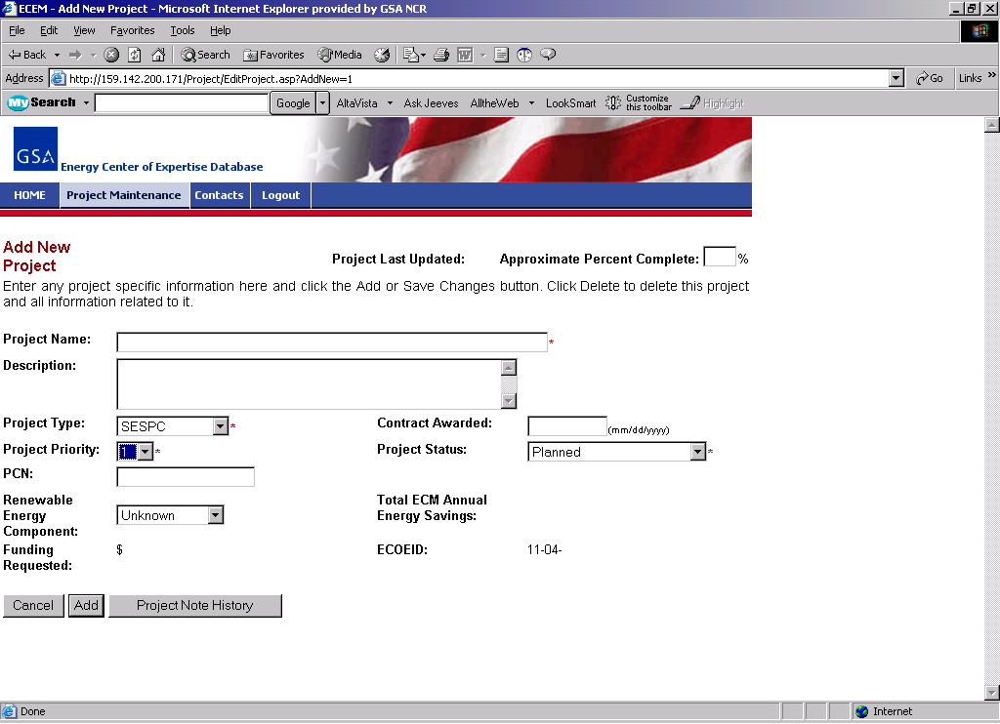 ECEM - Add New Project - Microsoft Internet Explorer provided by GSA NCR
File Edit View Favorites Tools Help
Back Search Favorites Media
Address http://159.142.200.171/Project/EditProject.asp?AddNew=1 Go Links »
My Search Google AltaVista Ask Jeeves AlltheWeb LookSmart Customize this toolbar Highlight
GSA Energy Center of Expertise Database
HOME Project Maintenance Contacts Logout
Add New
Project
Project Last Updated: Approximate Percent Complete: %
Enter any project specific information here and click the Add or Save Changes button. Click Delete to delete this project
and all information related to it.
Project Name: *
Description:
Project Type: SESPC * Contract Awarded: (mm/dd/yyyy)
Project Priority: 1 * Project Status: Planned *
PCN:
Renewable
Energy
Component:
Unknown
Total ECM Annual
Energy Savings:
Funding
Requested:
$
ECOEID: 11-04-
Cancel Add Project Note History
Done Internet